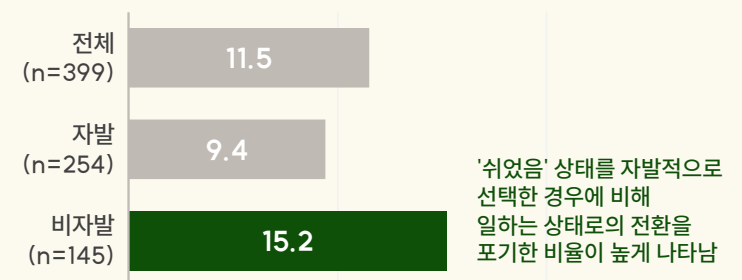 전체
(n=399)
11.5
자발
(n=254)
9.4
비자발
(n=145)
15.2
'쉬었음' 상태를 자발적으로
선택한 경우에 비해
일하는 상태로의 전환을
포기한 비율이 높게 나타남